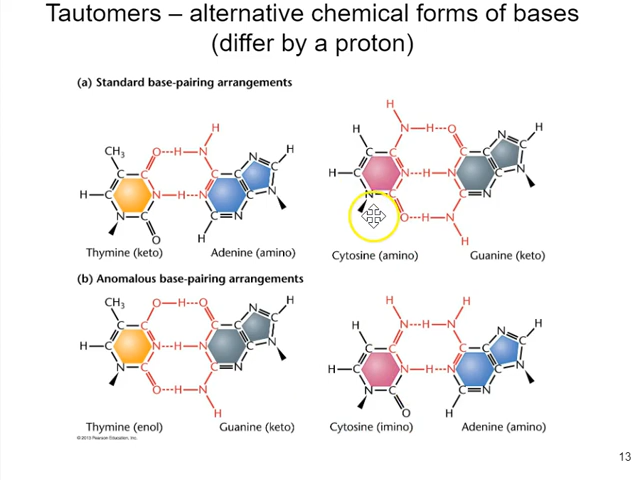 Tautomers – alternative chemical forms of bases
(differ by a proton)
(a) Standard base-pairing arrangements
H
H
N H O
H
H
C
C
C
N
C
CH3
O H N
H
N
C
C
C
C
N
C
H
C
N H N
C
N
H
C
N H N
C
C
N
N
C
C
N
N
C
C
N
O H N
O
H
H
Thymine (keto)
Adenine (amino)
Cytosine (amino)
Guanine (keto)
(b) Anomalous base-pairing arrangements
CH3
O H O
N
H
H
H
C
C
C
C
C
H
N H N
H
C
N H N
C
N
C
C
N
H
C
N
C
C
N
H
C
N H N
C
N
O H N
N
C
C
N
H
O
H
Thymine (enol)
Guanine (keto)
Cytosine (imino)
Adenine (amino)
© 2013 Pearson Education, Inc.
13